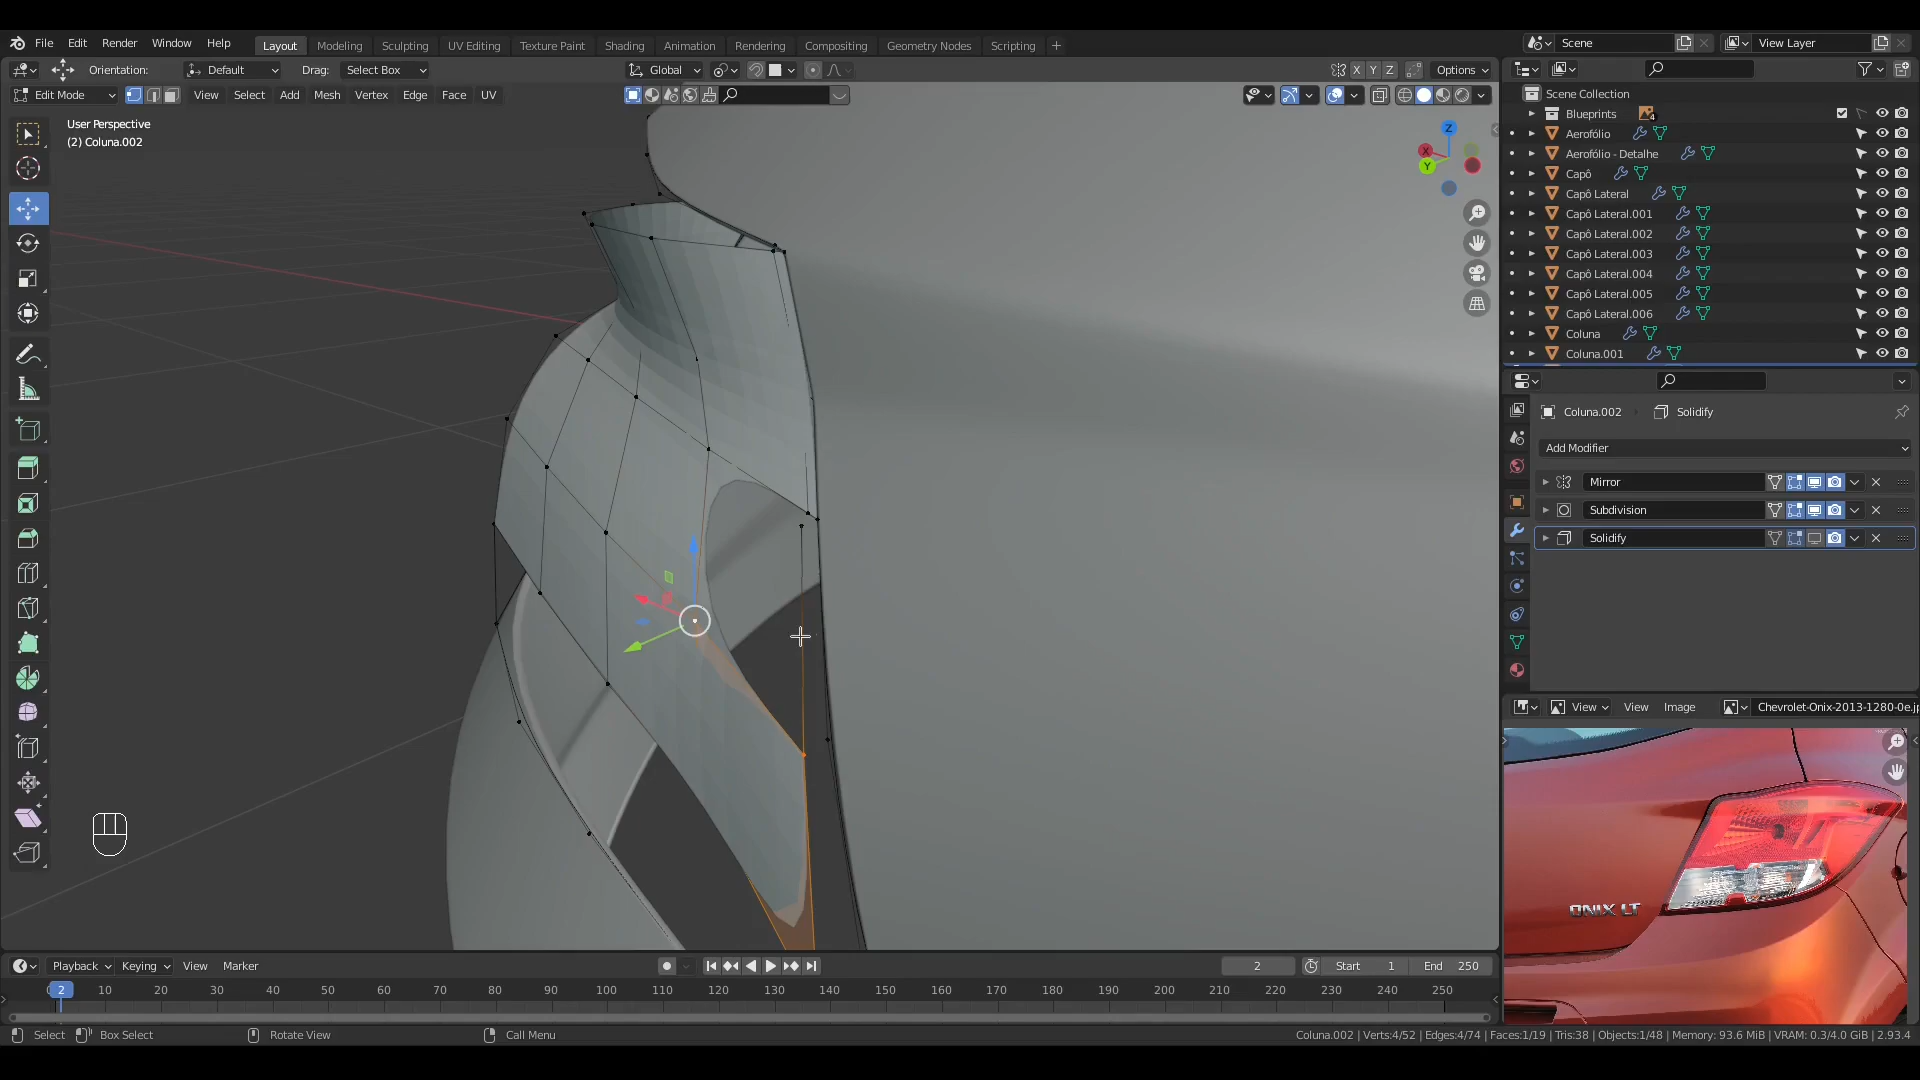 File Edit Render Window Help Layout Modeling Sculpting UV Editing Texture Paint Shading Animation Rendering Compositing Geometry Nodes Scripting + Scene View Layer
Orientation: Default Drag: Select Box Global X Y Z Options
Edit Mode View Select Add Mesh Vertex Edge Face UV
User Perspective
(2) Coluna.002
Z
X
Y
Scene Collection
Blueprints 4
Aerofólio
Aerofólio - Detalhe
Capô
Capô Lateral
Capô Lateral.001
Capô Lateral.002
Capô Lateral.003
Capô Lateral.004
Capô Lateral.005
Capô Lateral.006
Coluna
Coluna.001
Coluna.002 Solidify
Add Modifier
Mirror
Subdivision
Solidify
View View Image Chevrolet-Onix-2013-1280-0e.jp
ONIX LT
Playback Keying View Marker 2 Start 1 End 250
2 10 20 30 40 50 60 70 80 90 100 110 120 130 140 150 160 170 180 190 200 210 220 230 240 250
Select Box Select Rotate View Call Menu Coluna.002 | Verts:4/52 | Edges:4/74 | Faces:1/19 | Tris:38 | Objects:1/48 | Memory: 93.6 MiB | VRAM: 0.3/4.0 GiB | 2.93.4